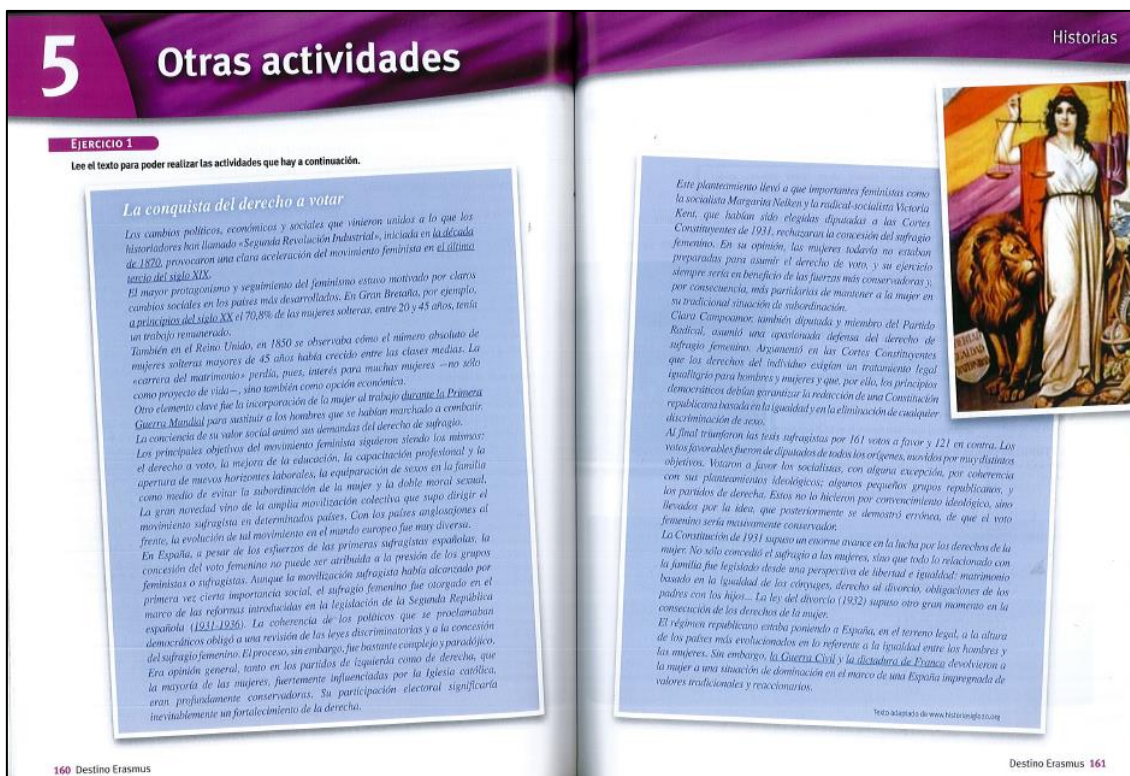 5
Otras actividades
EJERCICIO 1
Lee el texto para poder realizar las actividades que hay a continuación.
La conquista del derecho a votar
Los cambios políticos, económicos y sociales que vinieron unidos a lo que los
historiadores han llamado «Segunda Revolución Industrial», iniciada en la década
de 1870, provocaron una clara aceleración del movimiento feminista en el último
tercio del siglo XIX.
El mayor protagonismo y seguimiento del feminismo estuvo motivado por claros
cambios sociales en los países más desarrollados. En Gran Bretaña, por ejemplo,
a principios del siglo XX el 70,8% de las mujeres solteras, entre 20 y 45 años, tenía
un trabajo remunerado.
También en el Reino Unido, en 1850 se observaba cómo el número absoluto de
mujeres solteras mayores de 45 años había crecido entre las clases medias. La
«carrera del matrimonio» perdía, pues, interés para muchas mujeres —no sólo
como proyecto de vida—, sino también como opción económica.
Otro elemento clave fue la incorporación de la mujer al trabajo durante la Primera
Guerra Mundial para sustituir a los hombres que se habían marchado a combatir.
La conciencia de su valor social animó sus demandas del derecho de sufragio.
Los principales objetivos del movimiento feminista siguieron siendo los mismos:
el derecho a voto, la mejora de la educación, la capacitación profesional y la
apertura de nuevos horizontes laborales, la equiparación de sexos en la familia
como medio de evitar la subordinación de la mujer y la doble moral sexual.
La gran novedad vino de la amplia movilización colectiva que supo dirigir el
movimiento sufragista en determinados países. Con los países anglosajones al
frente, la evolución de tal movimiento en el mundo europeo fue muy diversa.
En España, a pesar de los esfuerzos de las primeras sufragistas españolas, la
concesión del voto femenino no puede ser atribuida a la presión de los grupos
feministas o sufragistas. Aunque la movilización sufragista había alcanzado por
primera vez cierta importancia social, el sufragio femenino fue otorgado en el
marco de las reformas introducidas en la legislación de la Segunda República
española (1931-1936). La coherencia de los políticos que se proclamaban
democráticos obligó a una revisión de las leyes discriminatorias y a la concesión
del sufragio femenino. El proceso, sin embargo, fue bastante complejo y paradójico.
Era opinión general, tanto en los partidos de izquierda como de derecha, que
la mayoría de las mujeres, fuertemente influenciadas por la Iglesia católica,
eran profundamente conservadoras. Su participación electoral significaría
inevitablemente un fortalecimiento de la derecha.
160 Destino Erasmus
Historias
Este planteamiento llevó a que importantes feministas como
la socialista Margarita Nelken y la radical-socialista Victoria
Kent, que habían sido elegidas diputadas a las Cortes
Constituyentes de 1931, rechazaran la concesión del sufragio
femenino. En su opinión, las mujeres todavía no estaban
preparadas para asumir el derecho de voto, y su ejercicio
siempre sería en beneficio de las fuerzas más conservadoras y,
por consecuencia, más partidarias de mantener a la mujer en
su tradicional situación de subordinación.
Clara Campoamor, también diputada y miembro del Partido
Radical, asumió una apasionada defensa del derecho de
sufragio femenino. Argumentó en las Cortes Constituyentes
que los derechos del individuo exigían un tratamiento legal
igualitario para hombres y mujeres y que, por ello, los principios
democráticos debían garantizar la redacción de una Constitución
republicana basada en la igualdad y en la eliminación de cualquier
discriminación de sexo.
Al final triunfaron las tesis sufragistas por 161 votos a favor y 121 en contra. Los
votos favorables fueron de diputados de todos los orígenes, movidos por muy distintos
objetivos. Votaron a favor los socialistas, con alguna excepción, por coherencia
con sus planteamientos ideológicos; algunos pequeños grupos republicanos, y
los partidos de derecha. Estos no lo hicieron por convencimiento ideológico, sino
llevados por la idea, que posteriormente se demostró errónea, de que el voto
femenino sería masivamente conservador.
La Constitución de 1931 supuso un enorme avance en la lucha por los derechos de la
mujer. No sólo concedió el sufragio a las mujeres, sino que todo lo relacionado con
la familia fue legislado desde una perspectiva de libertad e igualdad: matrimonio
basado en la igualdad de los cónyuges, derecho al divorcio, obligaciones de los
padres con los hijos... La ley del divorcio (1932) supuso otro gran momento en la
consecución de los derechos de la mujer.
El régimen republicano estaba poniendo a España, en el terreno legal, a la altura
de los países más evolucionados en lo referente a la igualdad entre los hombres y
las mujeres. Sin embargo, la Guerra Civil y la dictadura de Franco devolvieron a
la mujer a una situación de dominación en el marco de una España impregnada de
valores tradicionales y reaccionarios.
Texto adaptado de www.historiasiglo20.org
Destino Erasmus 161